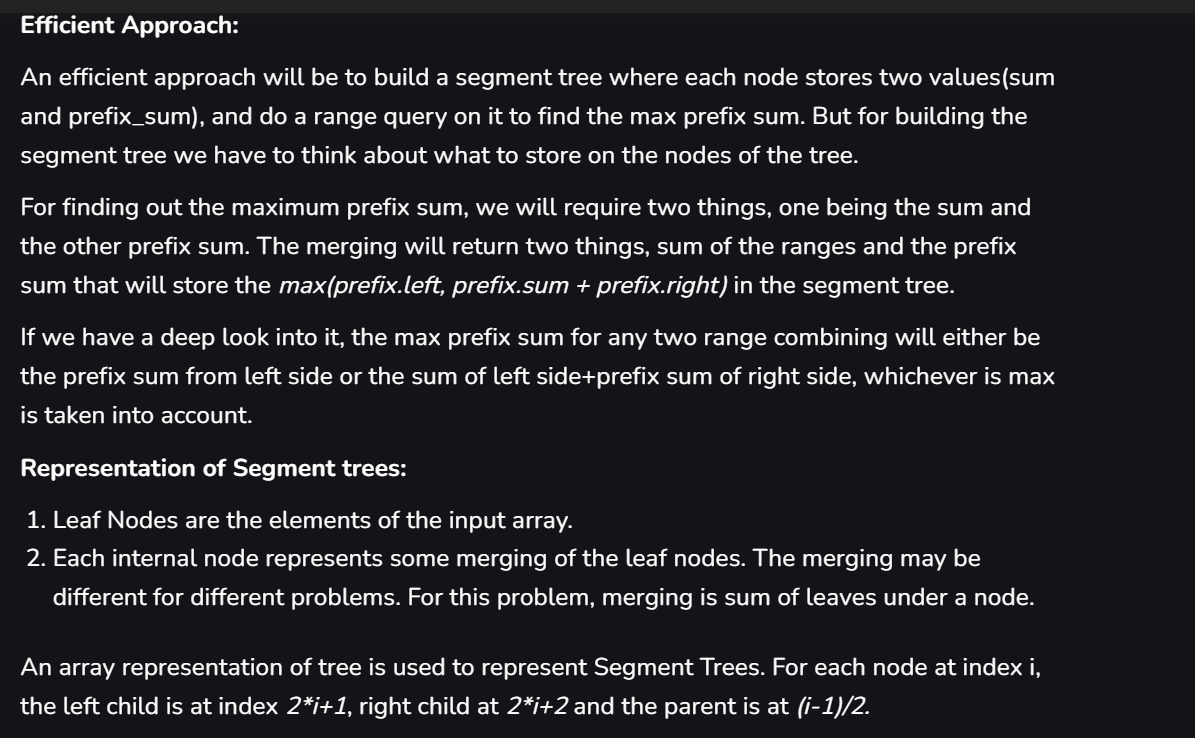 Efficient Approach:
An efficient approach will be to build a segment tree where each node stores two values(sum
and prefix_sum), and do a range query on it to find the max prefix sum. But for building the
segment tree we have to think about what to store on the nodes of the tree.
For finding out the maximum prefix sum, we will require two things, one being the sum and
the other prefix sum. The merging will return two things, sum of the ranges and the prefix
sum that will store the max(prefix.left, prefix.sum + prefix.right) in the segment tree.
If we have a deep look into it, the max prefix sum for any two range combining will either be
the prefix sum from left side or the sum of left side+prefix sum of right side, whichever is max
is taken into account.
Representation of Segment trees:
1. Leaf Nodes are the elements of the input array.
2. Each internal node represents some merging of the leaf nodes. The merging may be
different for different problems. For this problem, merging is sum of leaves under a node.
An array representation of tree is used to represent Segment Trees. For each node at index i,
the left child is at index 2*i+1, right child at 2*i+2 and the parent is at (i-1)/2.